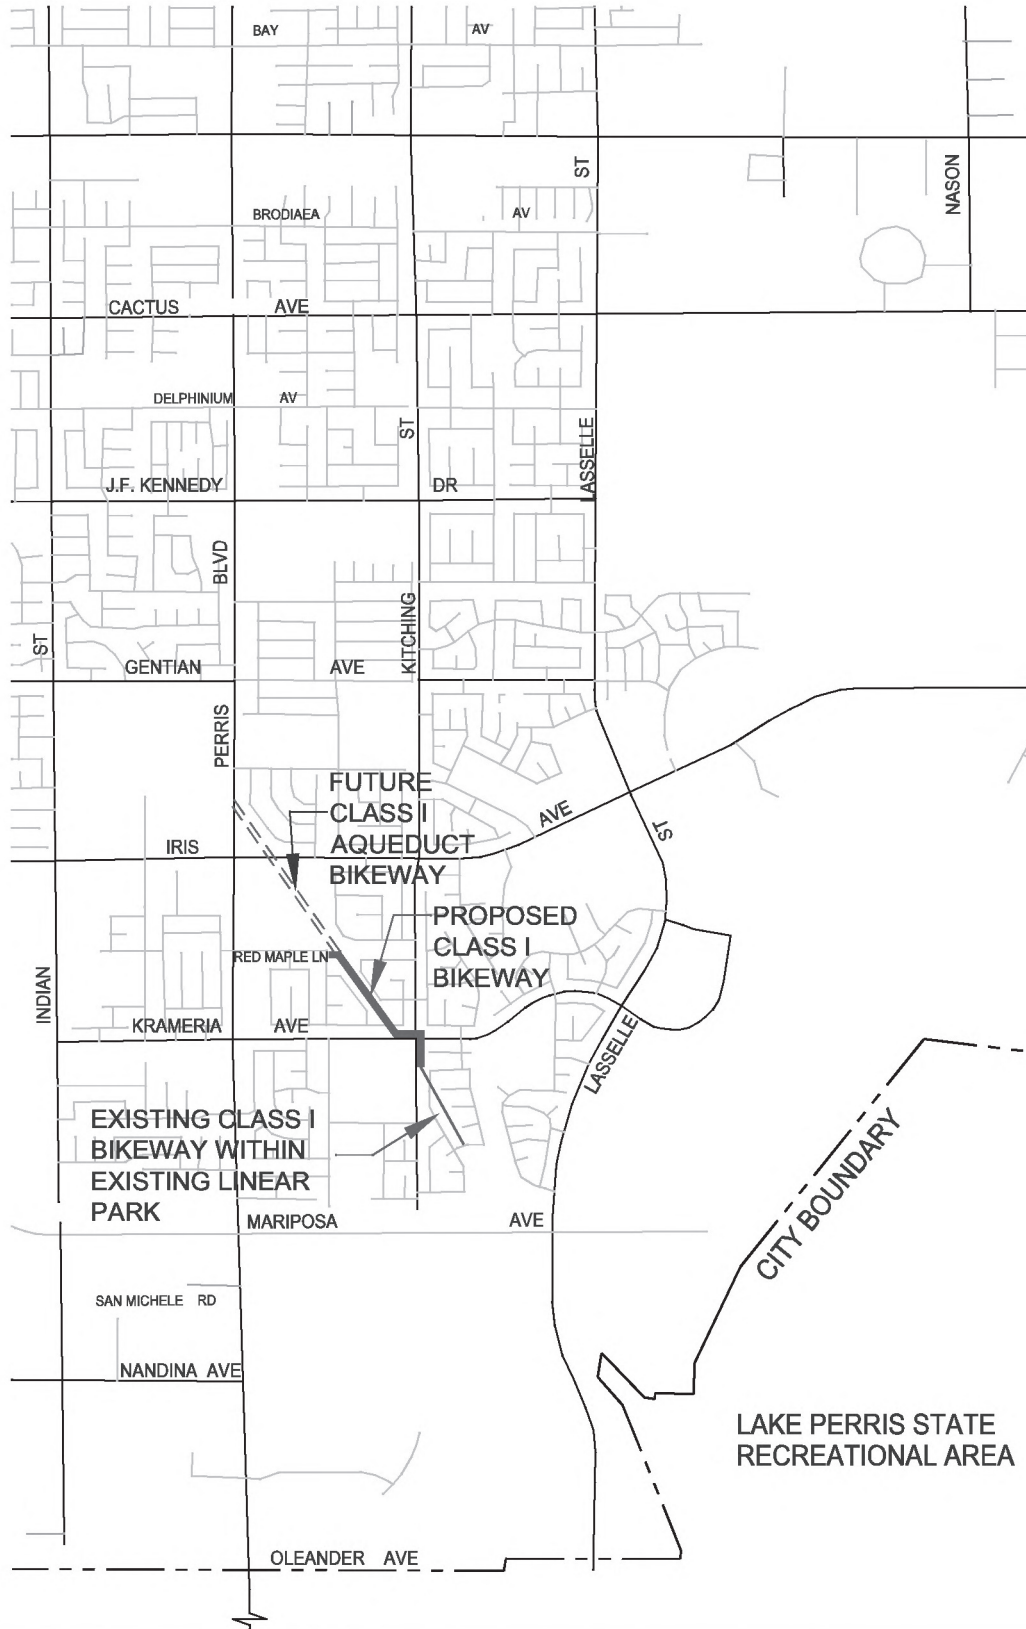 BAY AV
ST
NASON
BRODIAEA AV
CACTUS AVE
DELPHINIUM AV
ST
LASSELLE
J.F. KENNEDY DR
BLVD
KITCHING
ST
GENTIAN AVE
PERRIS
FUTURE
CLASS I
AQUEDUCT
BIKEWAY
AVE
ST
IRIS
PROPOSED
CLASS I
BIKEWAY
RED MAPLE LN
INDIAN
KRAMERIA AVE
LASSELLE
EXISTING CLASS I
BIKEWAY WITHIN
EXISTING LINEAR
PARK
CITY BOUNDARY
MARIPOSA AVE
SAN MICHELE RD
NANDINA AVE
LAKE PERRIS STATE
RECREATIONAL AREA
OLEANDER AVE